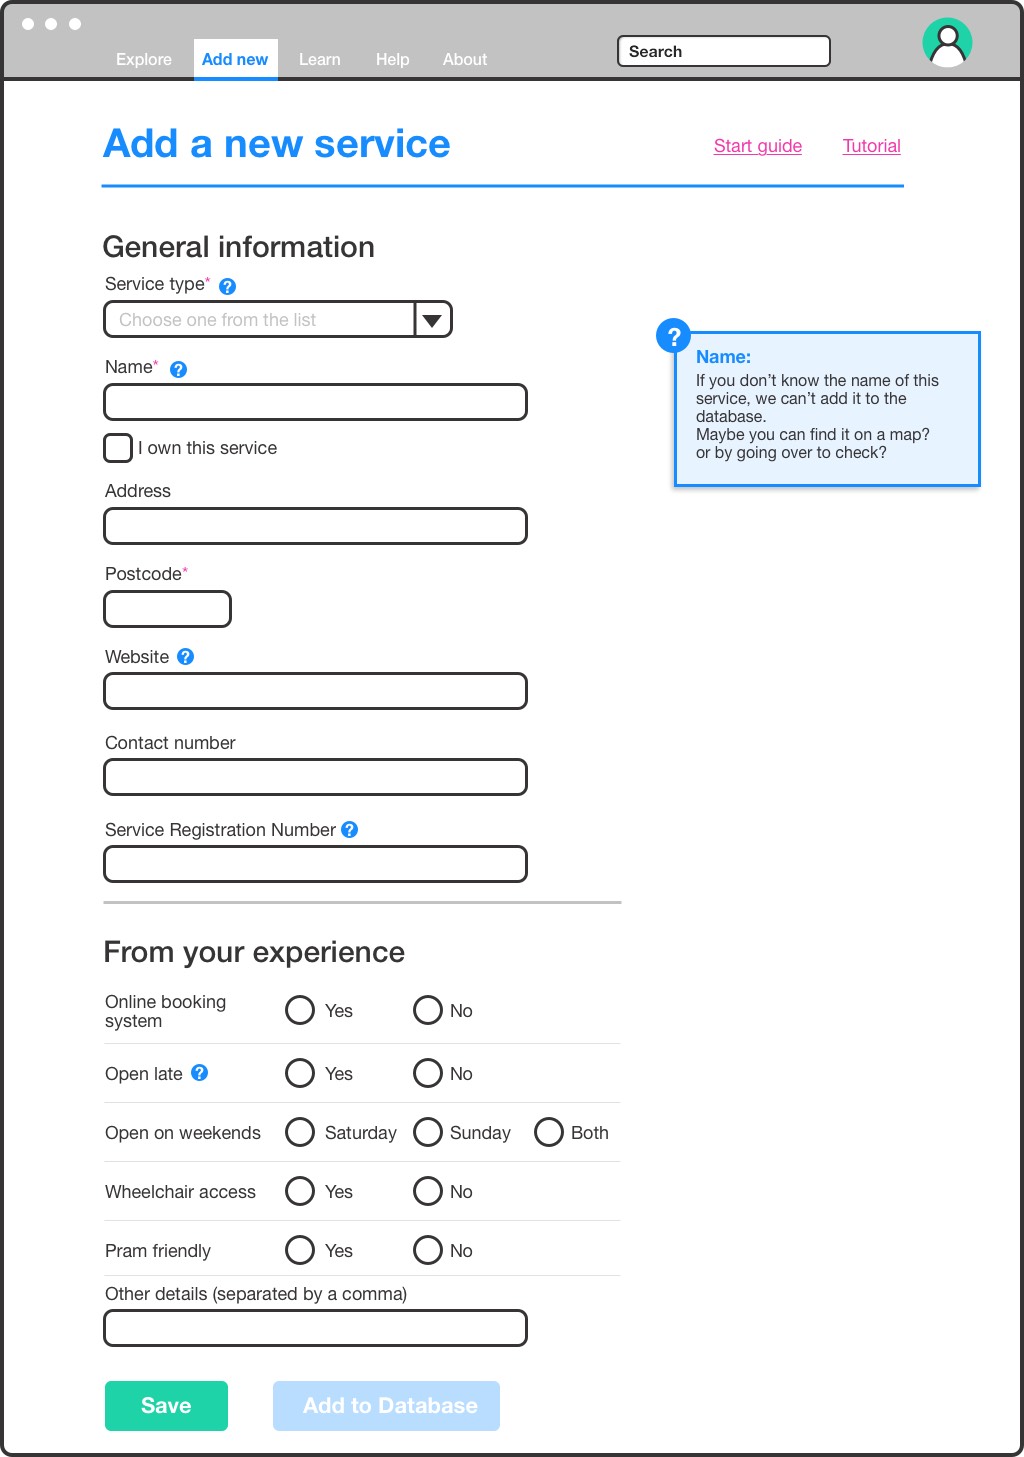 Explore Add new Learn Help About Search
Add a new service
Start guide Tutorial
General information
Service type* ?
Choose one from the list
Name* ?
I own this service
Address
Postcode*
Website ?
Contact number
Service Registration Number ?
? Name:
If you don’t know the name of this
service, we can’t add it to the
database.
Maybe you can find it on a map?
or by going over to check?
From your experience
Online booking
system
Yes No
Open late ? Yes No
Open on weekends Saturday Sunday Both
Wheelchair access Yes No
Pram friendly Yes No
Other details (separated by a comma)
Save Add to Database